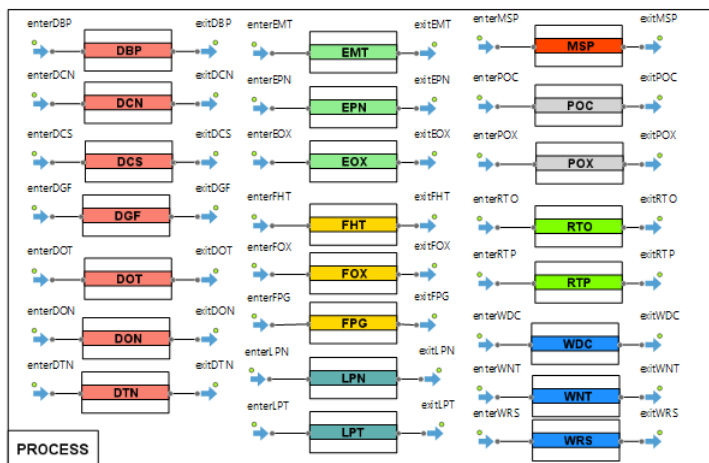 enterDBP exitDBP
DBP
enterDCN exitDCN
DCN
enterDCS exitDCS
DCS
enterDGF exitDGF
DGF
enterDOT exitDOT
DOT
enterDON exitDON
DON
enterDTN exitDTN
DTN
PROCESS
enterEMT exitEMT
EMT
enterEPN exitEPN
EPN
enterEOX exitEOX
EOX
enterFHT exitFHT
FHT
enterFOX exitFOX
FOX
enterFPG exitFPG
FPG
enterLPN exitLPN
LPN
enterLPT exitLPT
LPT
enterMSP exitMSP
MSP
enterPOC exitPOC
POC
enterPOX exitPOX
POX
enterRTO exitRTO
RTO
enterRTP exitRTP
RTP
enterWDC exitWDC
WDC
enterWNT exitWNT
WNT
enterWRS exitWRS
WRS